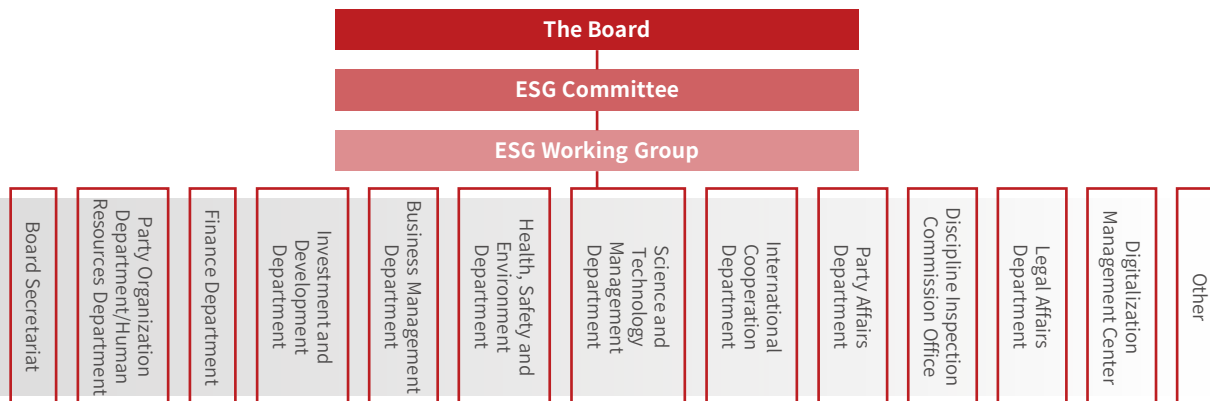 The Board
ESG Committee
ESG Working Group
Board Secretariat
Party Organization
Department/Human
Resources Department
Finance Department
Investment and
Development
Department
Business Management
Department
Health, Safety and
Environment
Department
Science and
Technology
Management
Department
International
Cooperation
Department
Party Affairs
Department
Discipline Inspection
Commission Office
Legal Affairs
Department
Digitalization
Management Center
Other